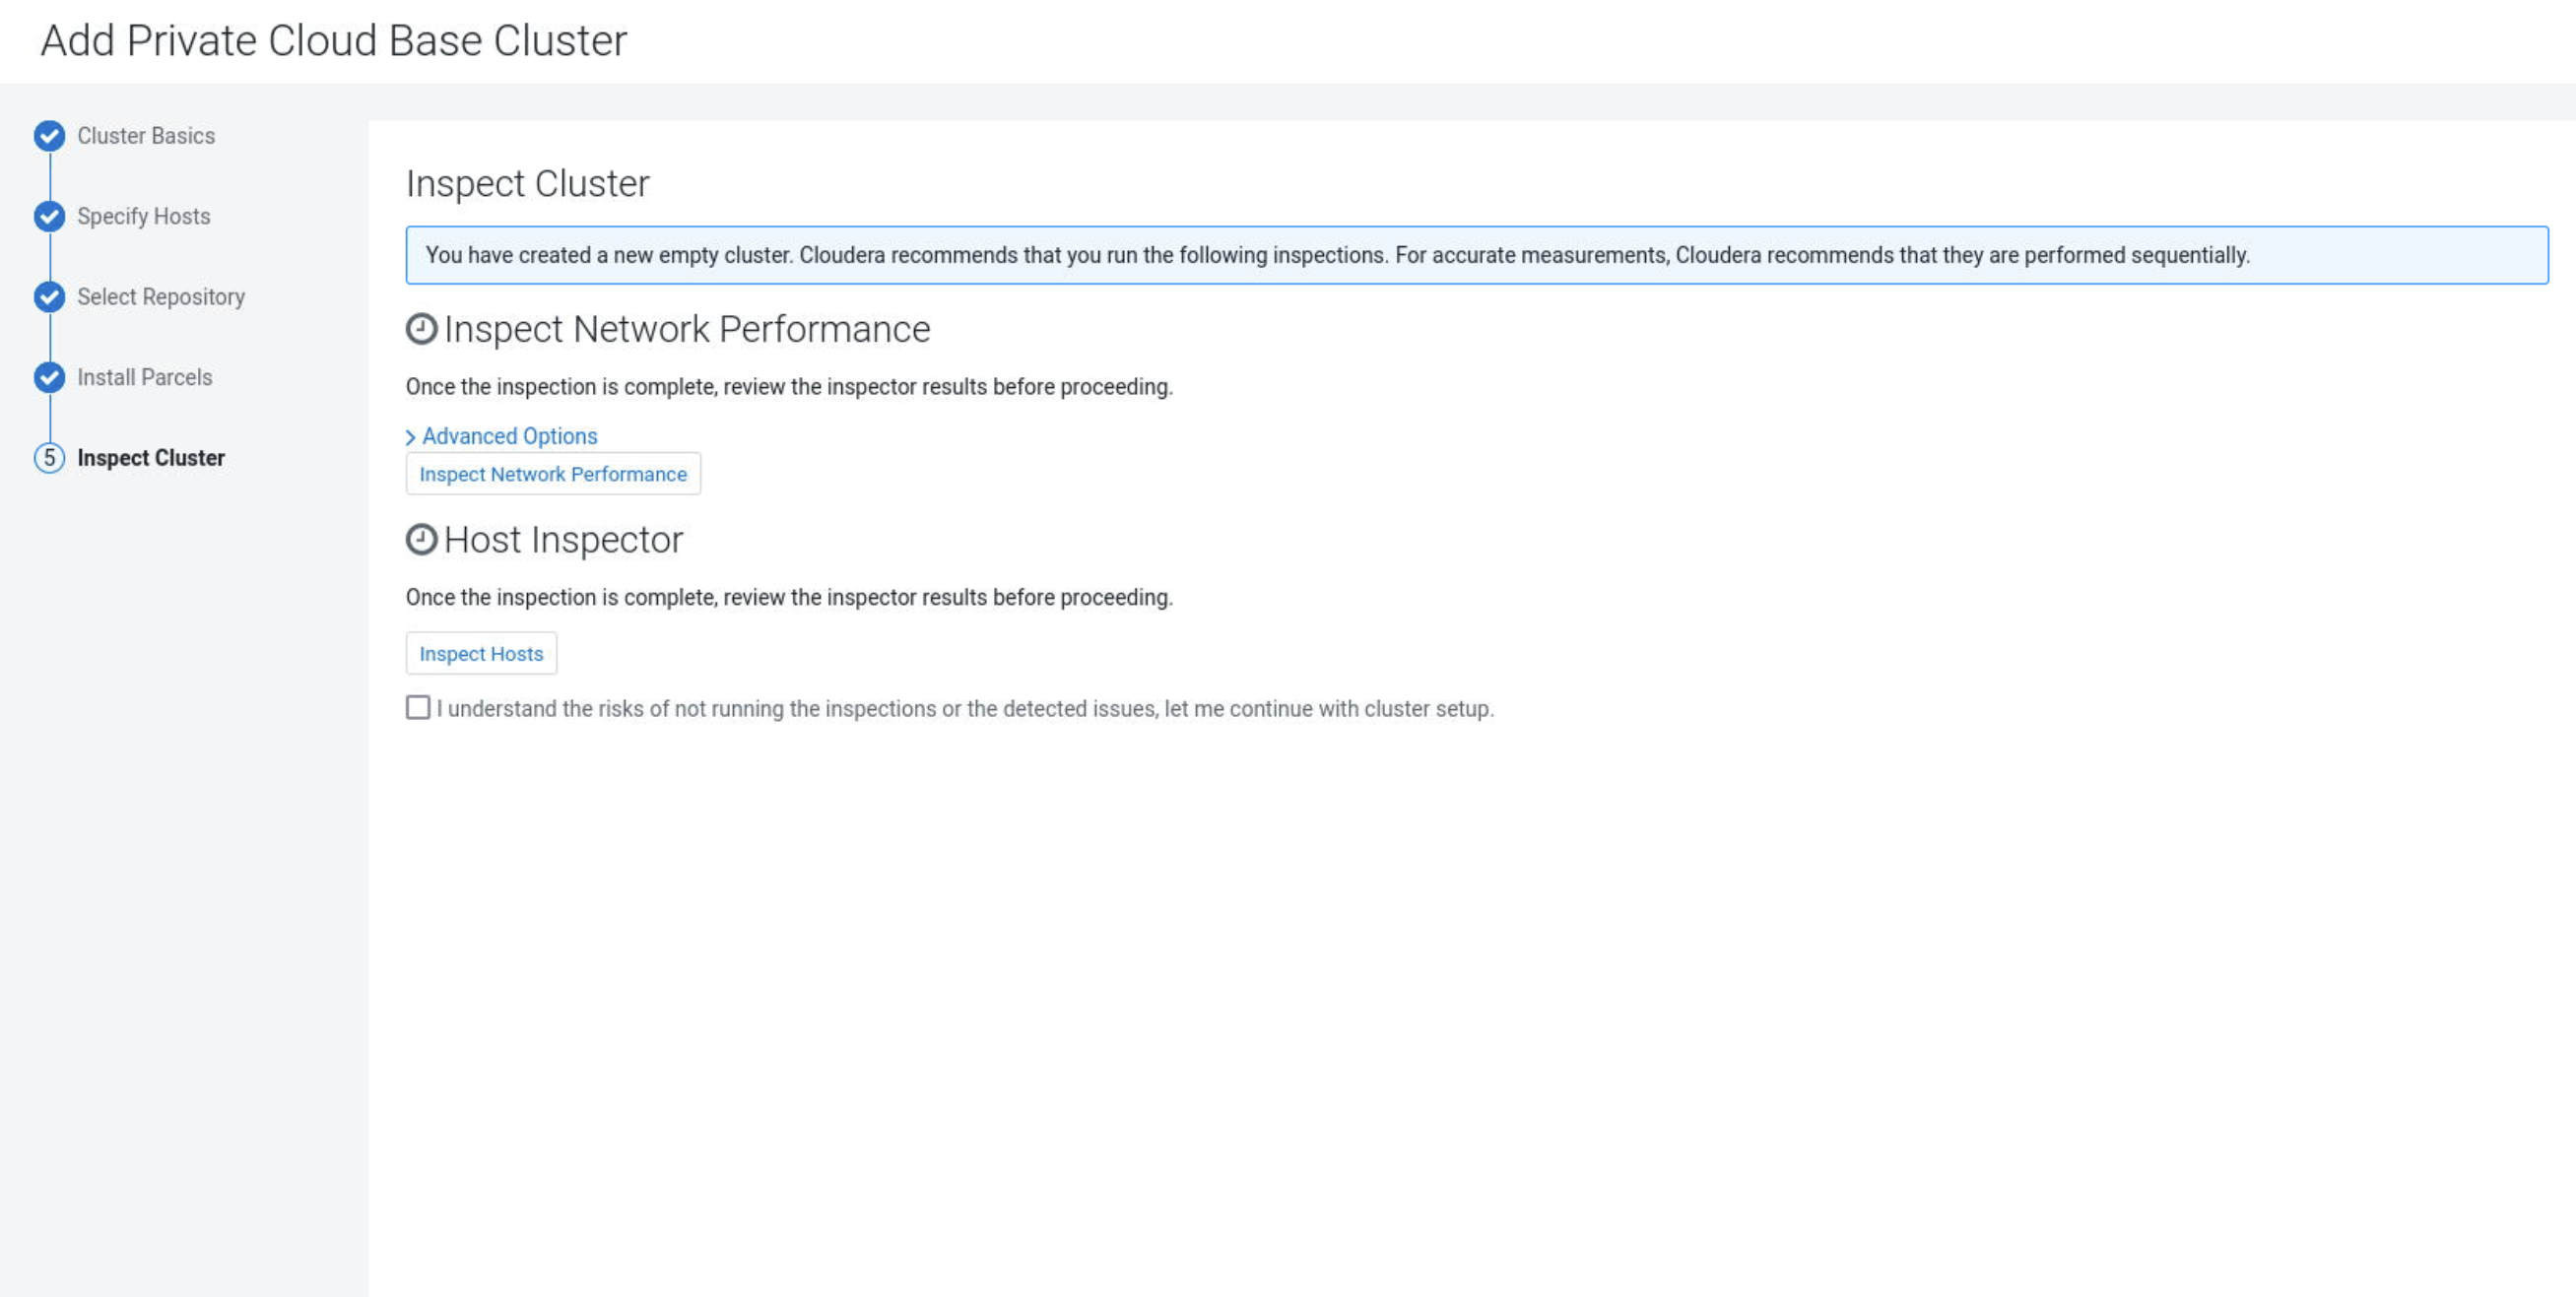 Add Private Cloud Base Cluster
Cluster Basics
Specify Hosts
Select Repository
Install Parcels
5 Inspect Cluster
Inspect Cluster
You have created a new empty cluster. Cloudera recommends that you run the following inspections. For accurate measurements, Cloudera recommends that they are performed sequentially.
Inspect Network Performance
Once the inspection is complete, review the inspector results before proceeding.
Advanced Options
Inspect Network Performance
Host Inspector
Once the inspection is complete, review the inspector results before proceeding.
Inspect Hosts
I understand the risks of not running the inspections or the detected issues, let me continue with cluster setup.